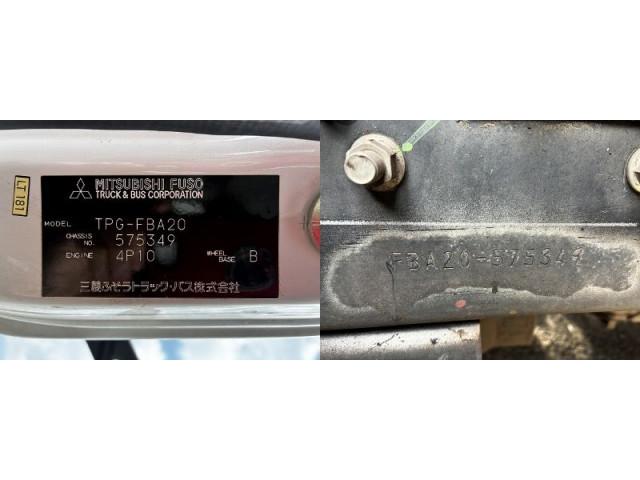 LT181
MITSUBISHI FUSO
TRUCK & BUS CORPORATION
MODEL TPG-FBA20
CHASSIS NO. 575349
ENGINE 4P10 WHEEL BASE B
三菱ふそうトラック・バス株式会社
FBA20-575349